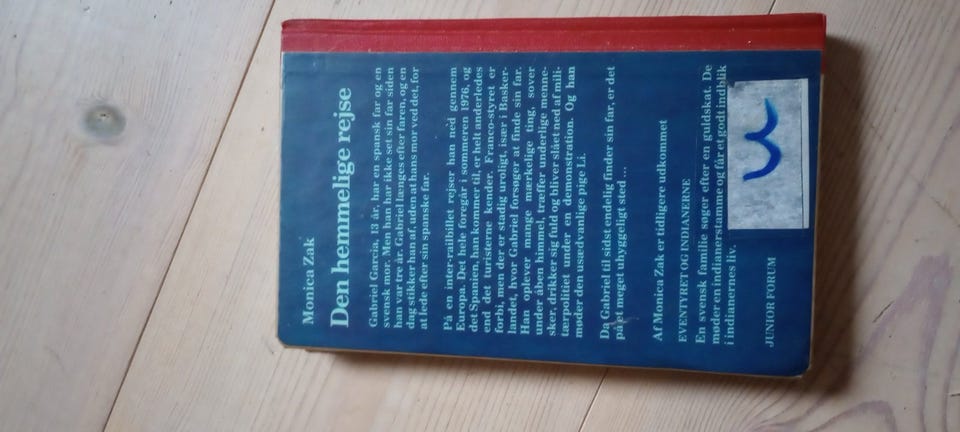 Monica Zak
Den hemmelige rejse
Gabriel Garcia, 13 år, har en spansk far og en
svensk mor. Men han har ikke set sin far siden
han var tre år. Gabriel længes efter faren, og en
dag stikker han af, uden at hans mor ved det, for
at lede efter sin spanske far.
På en inter-railbillet rejser han ned gennem
Europa. Det hele foregår i sommeren 1976, og
det Spanien, han kommer til, er helt anderledes
end det turisterne kender. Franco-styret er
forbi, men der er stadig uroligt, især i Basker-
landet, hvor Gabriel forsøger at finde sin far.
Han oplever mange mærkelige ting, sover
under åben himmel, træffer underlige menne-
sker, drikker sig fuld og bliver slået ned af mili-
tærpolitiet under en demonstration. Og han
møder den usædvanlige pige Li.
Da Gabriel til sidst endelig finder sin far, er det
på et meget uhyggeligt sted ...
Af Monica Zak er tidligere udkommet
EVENTYRET OG INDIANERNE
En svensk familie søger efter en guldskat. De
møder en indianerstamme og får et godt indblik
i indianernes liv.
JUNIOR FORUM